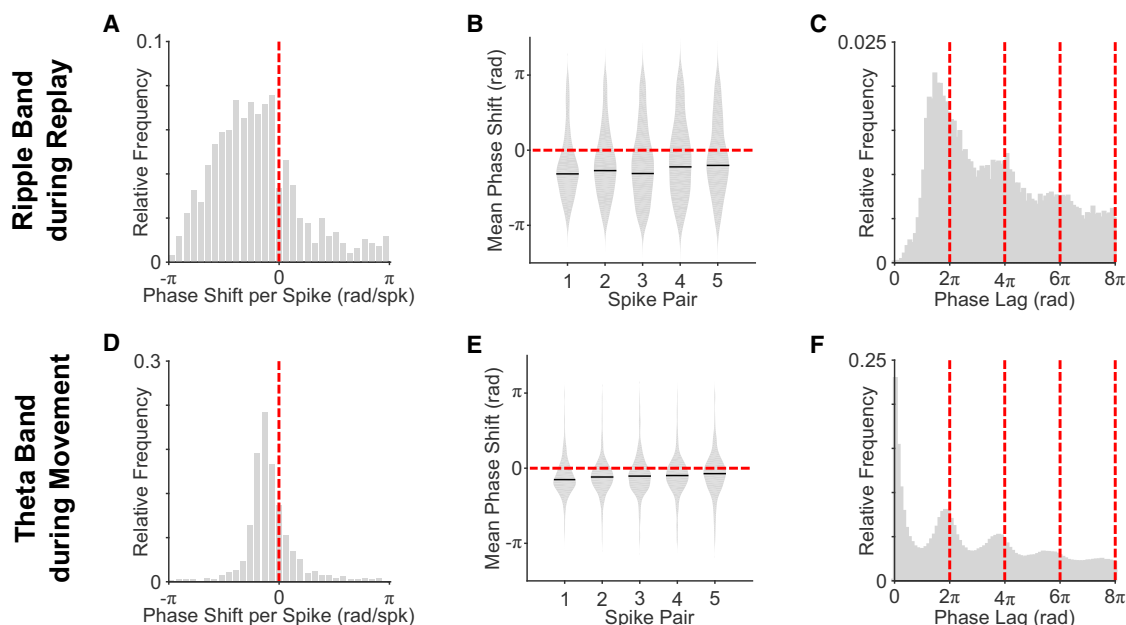 Ripple Band
during Replay
A
0.1
Relative Frequency
0
-π
0
π
Phase Shift per Spike (rad/spk)
B
Mean Phase Shift (rad)
π
0
-π
1 2 3 4 5
Spike Pair
C
0.025
Relative Frequency
0
0 2π 4π 6π 8π
Phase Lag (rad)
Theta Band
during Movement
D
0.3
Relative Frequency
0
-π
0
π
Phase Shift per Spike (rad/spk)
E
Mean Phase Shift (rad)
π
0
-π
1 2 3 4 5
Spike Pair
F
0.25
Relative Frequency
0
0 2π 4π 6π 8π
Phase Lag (rad)